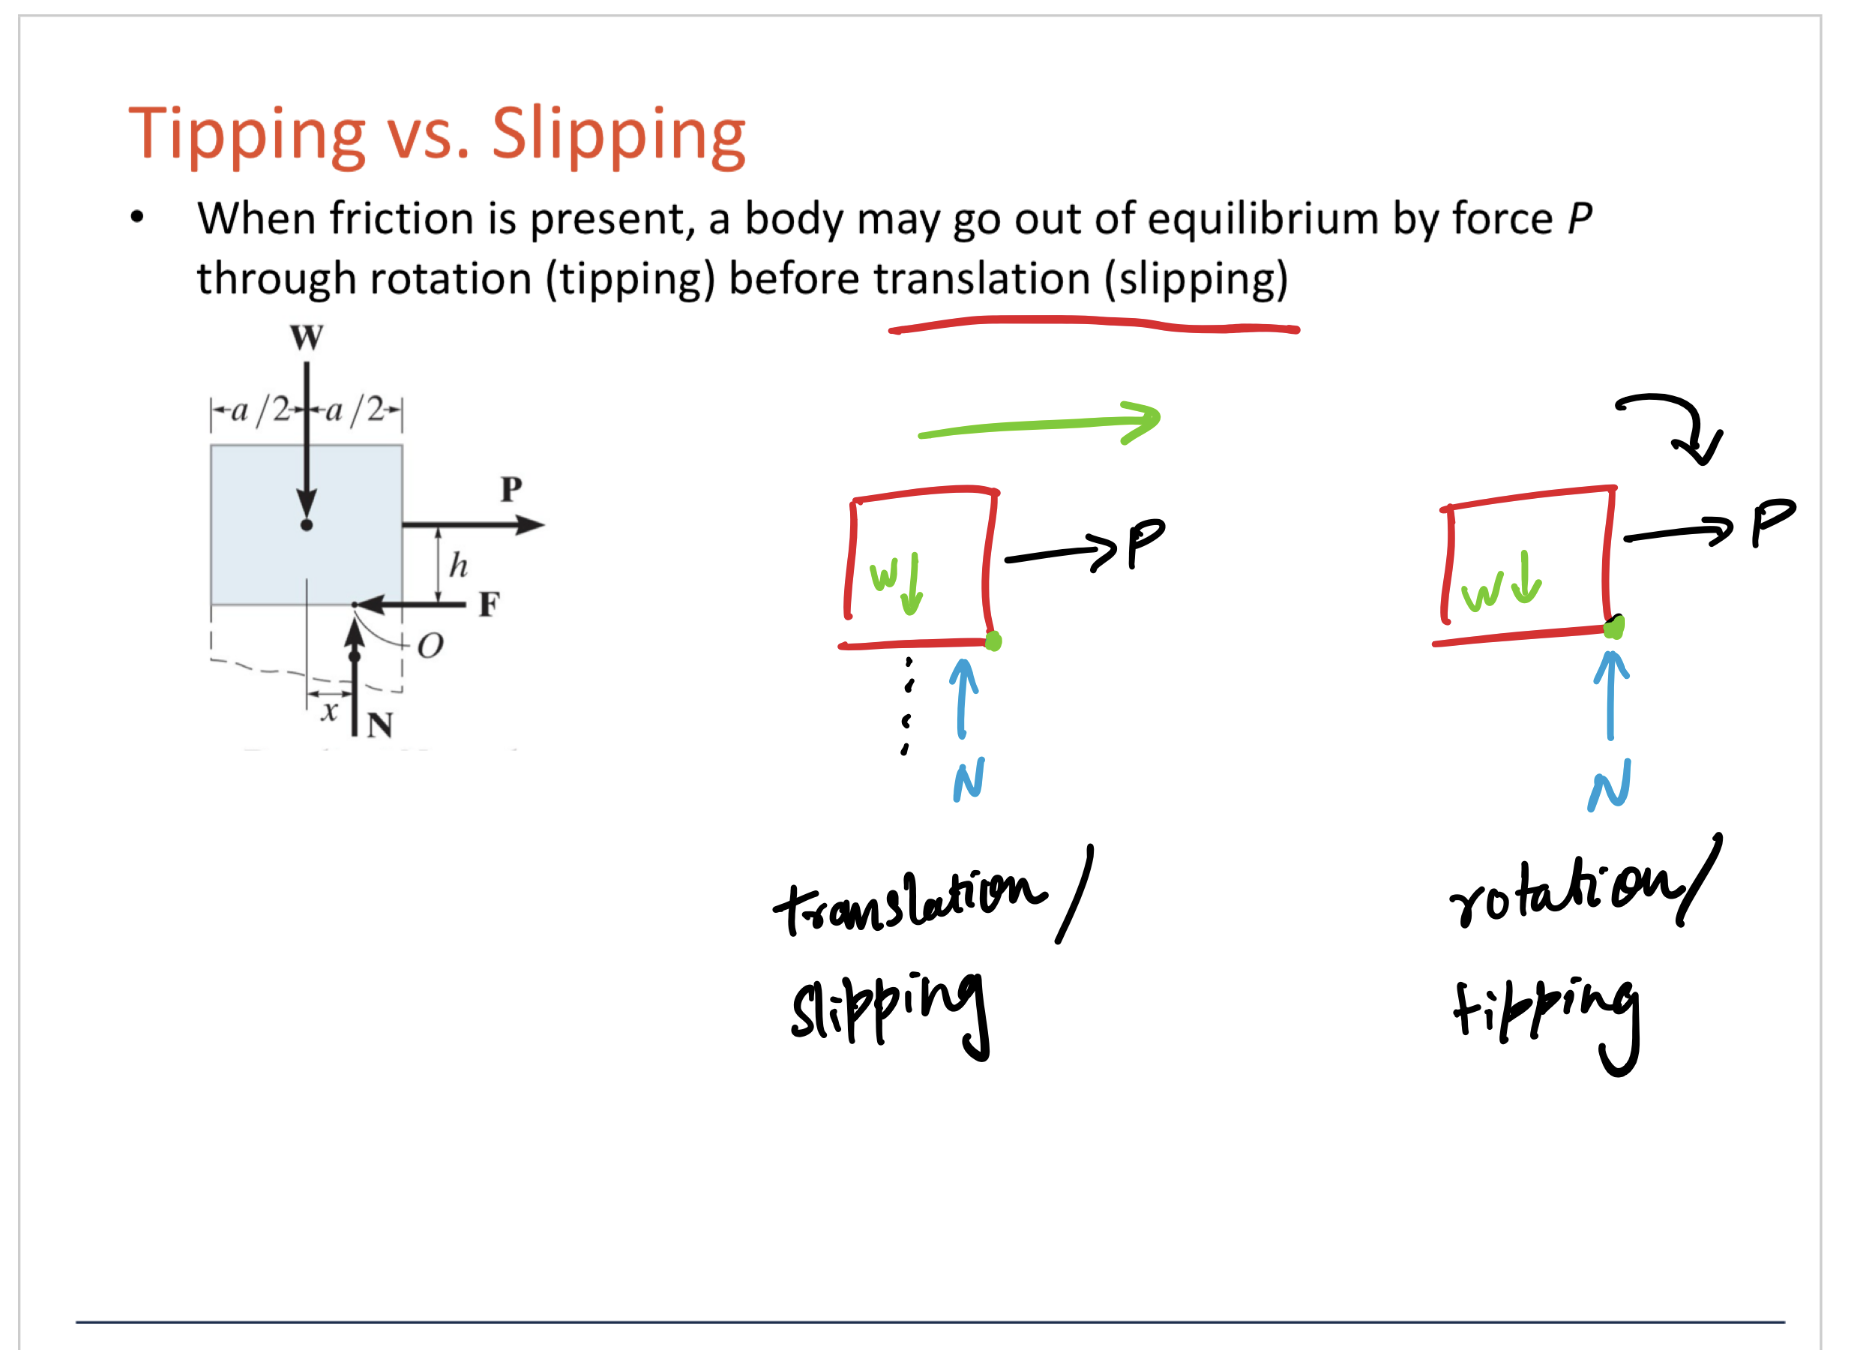 Tipping vs. Slipping
• When friction is present, a body may go out of equilibrium by force P
through rotation (tipping) before translation (slipping)
W
a/2 a/2
P
h
F
O
x
N
W
P
N
translation/
slipping
W
P
N
rotation/
tipping